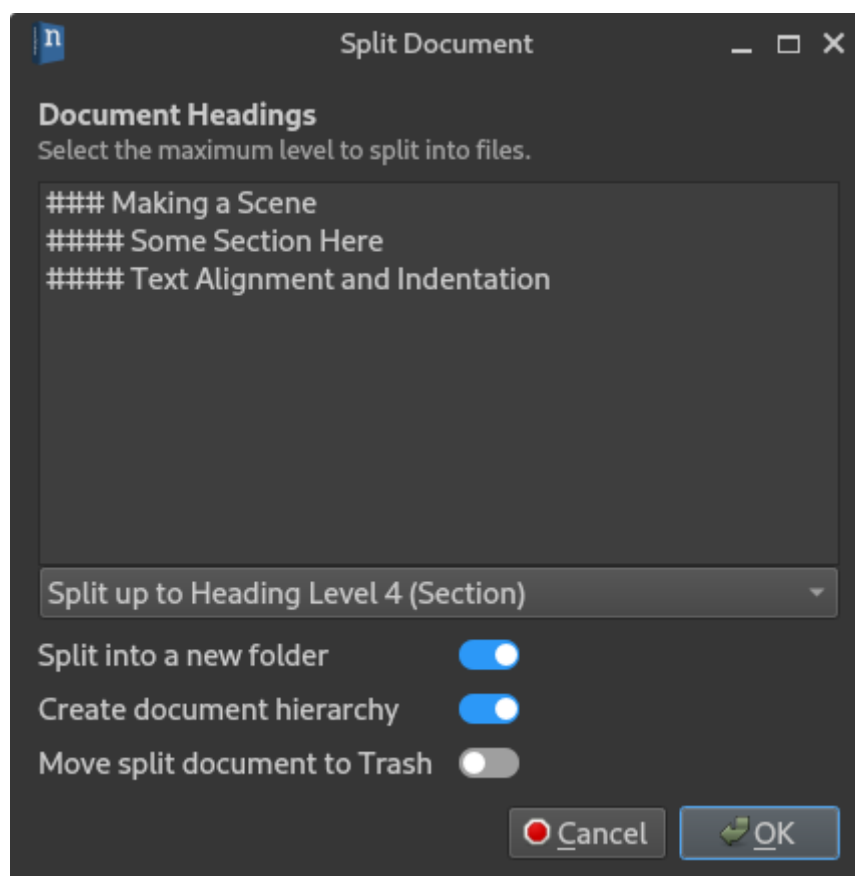 n
Split Document
Document Headings
Select the maximum level to split into files.
### Making a Scene
#### Some Section Here
#### Text Alignment and Indentation
Split up to Heading Level 4 (Section)
Split into a new folder
Create document hierarchy
Move split document to Trash
Cancel
OK